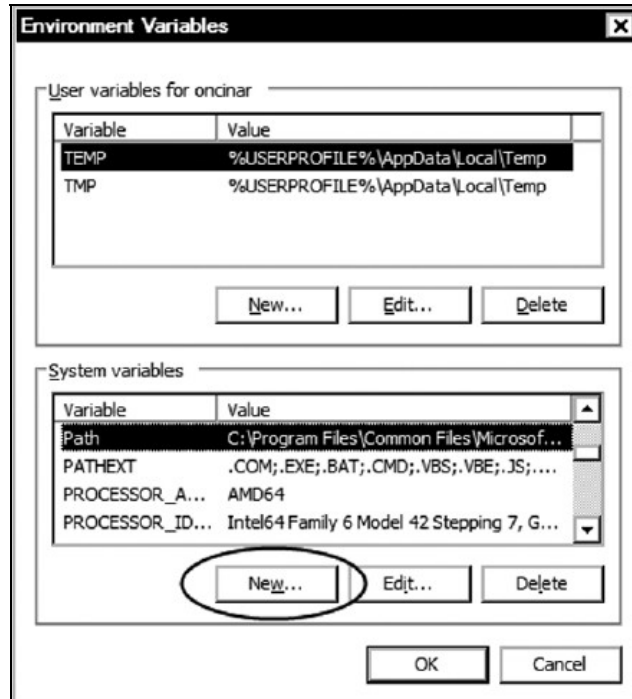 Environment Variables
User variables for oncinar
Variable Value
TEMP %USERPROFILE%\AppData\Local\Temp
TMP %USERPROFILE%\AppData\Local\Temp
New... Edit... Delete
System variables
Variable Value
Path C:\Program Files\Common Files\Microsof...
PATHEXT .COM;.EXE;.BAT;.CMD;.VBS;.VBE;.JS;....
PROCESSOR_A... AMD64
PROCESSOR_ID... Intel64 Family 6 Model 42 Stepping 7, G...
New... Edit... Delete
OK Cancel